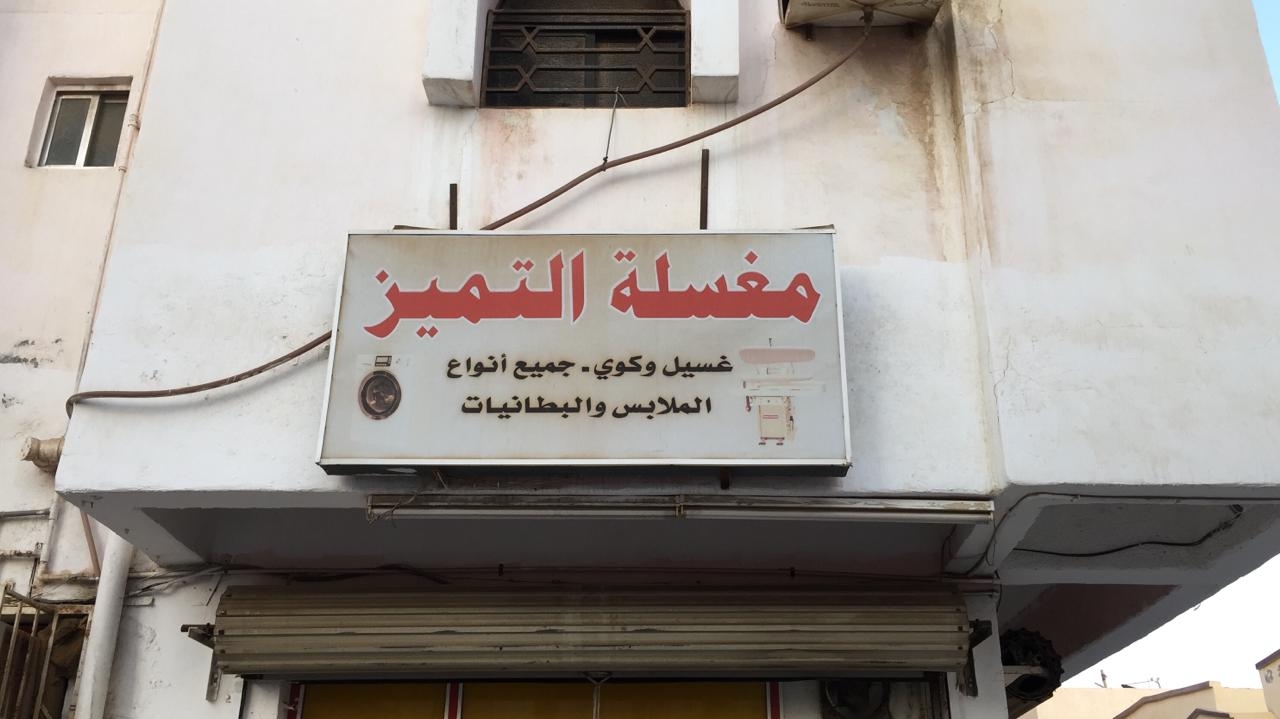 مغسلة التميز
غسيل وكوي - جميع أنواع
الملابس والبطانيات